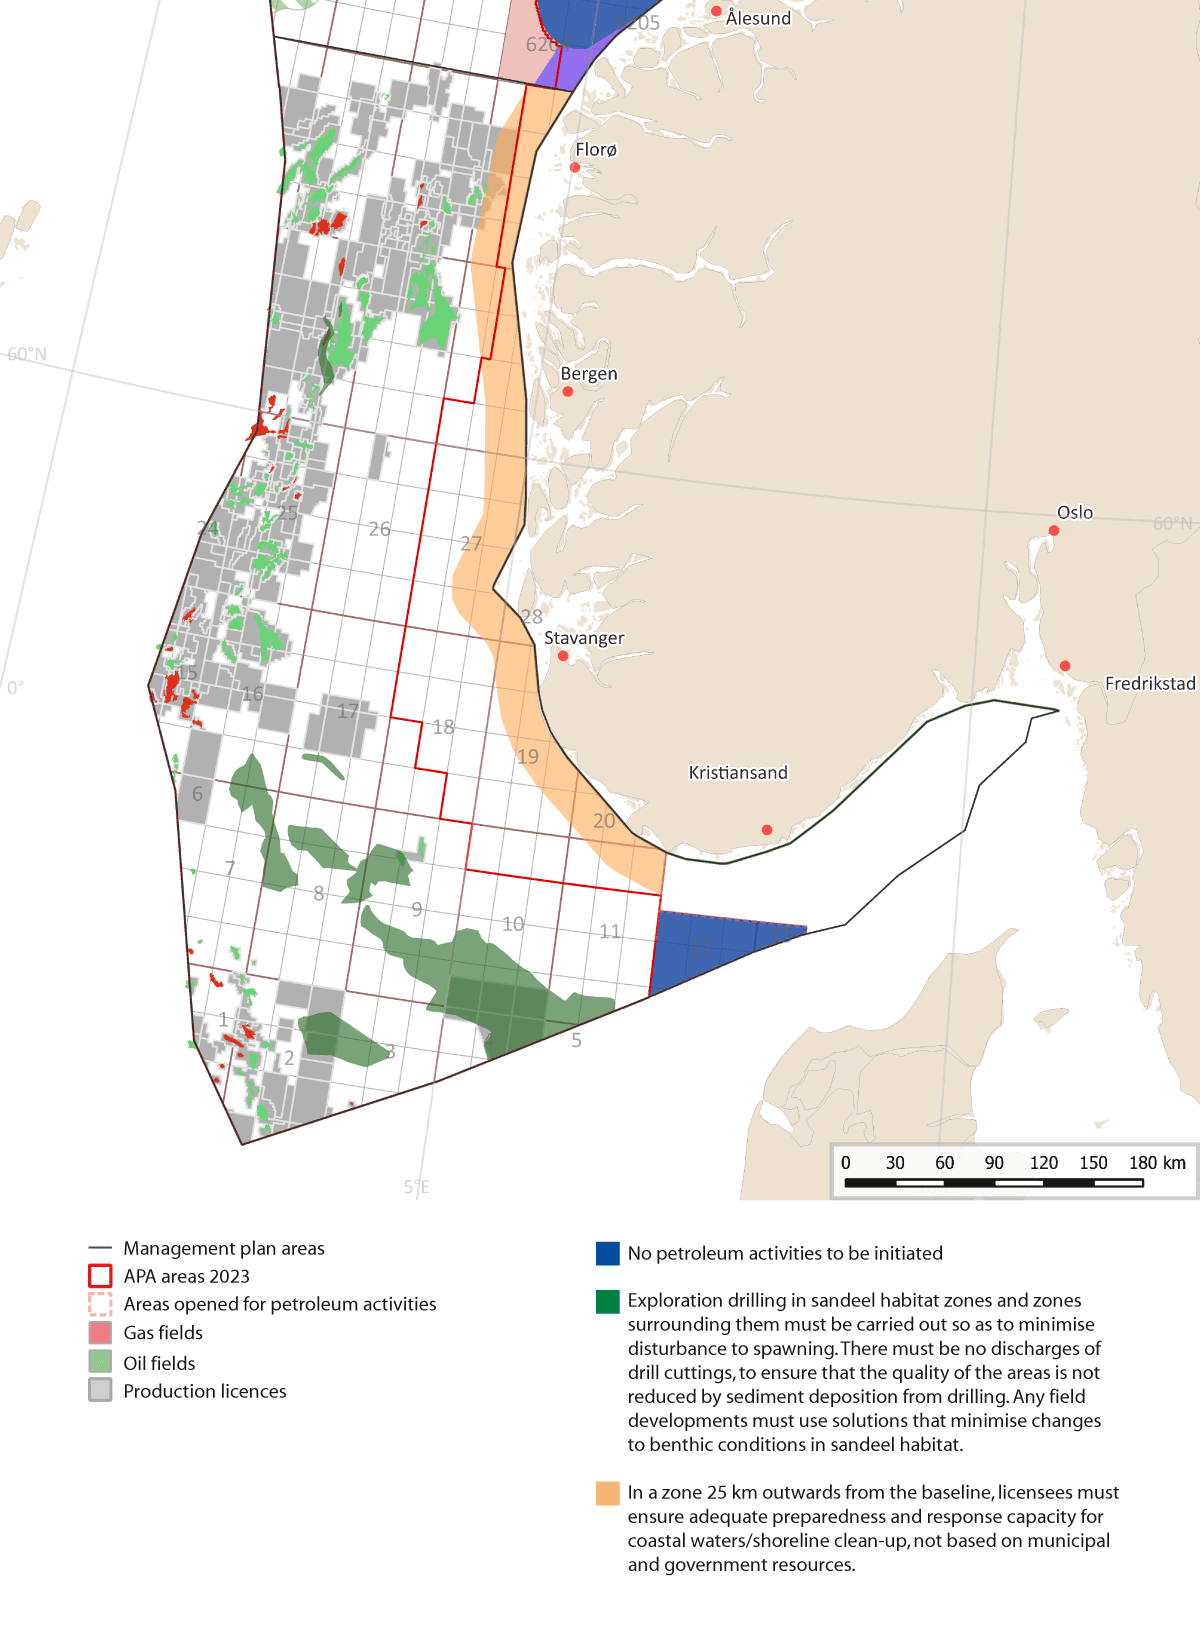 Ålesund
6205
Florø
60°N
Bergen
Oslo
60°N
24
25
26
27
28
Stavanger
0°
15
16
17
18
19
20
Fredrikstad
Kristiansand
6
7
8
9
10
11
1
2
3
5
5°E
0 30 60 90 120 150 180 km
Management plan areas
APA areas 2023
Areas opened for petroleum activities
Gas fields
Oil fields
Production licences
No petroleum activities to be initiated
Exploration drilling in sandeel habitat zones and zones
surrounding them must be carried out so as to minimise
disturbance to spawning. There must be no discharges of
drill cuttings, to ensure that the quality of the areas is not
reduced by sediment deposition from drilling. Any field
developments must use solutions that minimise changes
to benthic conditions in sandeel habitat.
In a zone 25 km outwards from the baseline, licensees must
ensure adequate preparedness and response capacity for
coastal waters/shoreline clean-up, not based on municipal
and government resources.